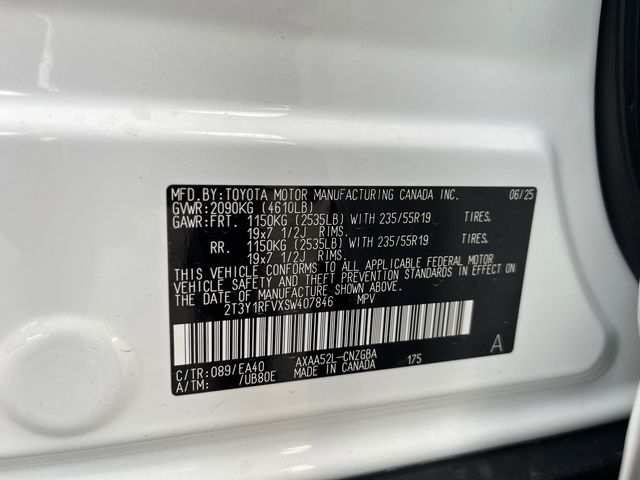 MFD.BY:TOYOTA MOTOR MANUFACTURING CANADA INC. 06/25
GVWR:2090KG (4610LB)
GAWR:FRT. 1150KG (2535LB) WITH 235/55R19 TIRES.
19x7 1/2J RIMS.
RR. 1150KG (2535LB) WITH 235/55R19 TIRES.
19x7 1/2J RIMS.
THIS VEHICLE CONFORMS TO ALL APPLICABLE FEDERAL MOTOR
VEHICLE SAFETY AND THEFT PREVENTION STANDARDS IN EFFECT
ON THE DATE OF MANUFACTURE SHOWN ABOVE.
2T3Y1RFVXSW407846 MPV
C/TR:089/EA40 AXAA52L-CNZGBA 175 A
A/TM: /UB80E MADE IN CANADA